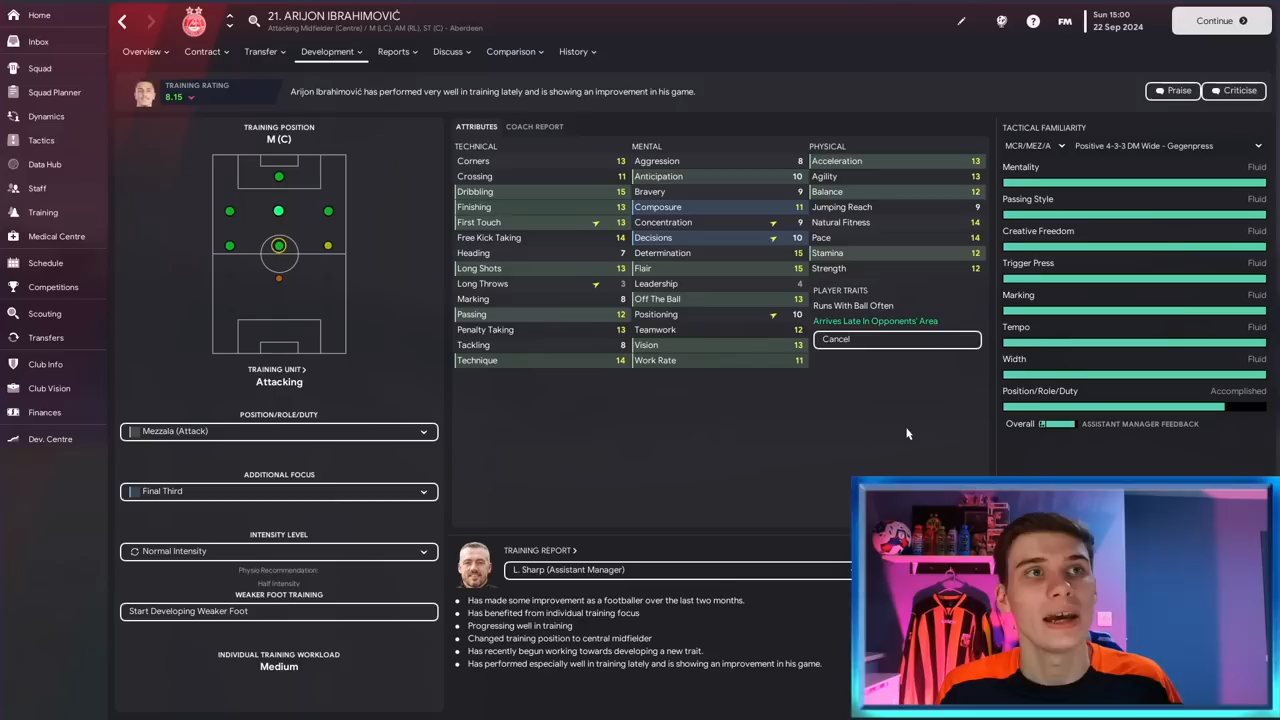 Home
Inbox
Squad
Squad Planner
Dynamics
Tactics
Data Hub
Staff
Training
Medical Centre
Schedule
Competitions
Scouting
Transfers
Club Info
Club Vision
Finances
Dev. Centre
21. ARIJON IBRAHIMOVIĆ
Attacking Midfielder (Centre) / M (LC), AM (RL), ST (C) - Aberdeen
FM
Sun 15:00
22 Sep 2024
Continue
Overview
Contract
Transfer
Development
Reports
Discuss
Comparison
History
TRAINING RATING
8.15
Arijon Ibrahimović has performed very well in training lately and is showing an improvement in his game.
Praise
Criticise
TRAINING POSITION
M (C)
TRAINING UNIT
Attacking
POSITION/ROLE/DUTY
Mezzala (Attack)
ADDITIONAL FOCUS
Final Third
INTENSITY LEVEL
Normal Intensity
Physio Recommendation:
Half Intensity
WEAKER FOOT TRAINING
Start Developing Weaker Foot
INDIVIDUAL TRAINING WORKLOAD
Medium
ATTRIBUTES COACH REPORT
TECHNICAL
Corners 13
Crossing 11
Dribbling 15
Finishing 13
First Touch 13
Free Kick Taking 14
Heading 7
Long Shots 13
Long Throws 3
Marking 8
Passing 12
Penalty Taking 13
Tackling 8
Technique 14
MENTAL
Aggression 8
Anticipation 10
Bravery 9
Composure 11
Concentration 9
Decisions 10
Determination 15
Flair 15
Leadership 4
Off The Ball 13
Positioning 10
Teamwork 12
Vision 13
Work Rate 11
PHYSICAL
Acceleration 13
Agility 13
Balance 12
Jumping Reach 9
Natural Fitness 14
Pace 14
Stamina 12
Strength 12
PLAYER TRAITS
Runs With Ball Often
Arrives Late In Opponents' Area
Cancel
TRAINING REPORT
L. Sharp (Assistant Manager)
• Has made some improvement as a footballer over the last two months.
• Has benefited from individual training focus
• Progressing well in training
• Changed training position to central midfielder
• Has recently begun working towards developing a new trait.
• Has performed especially well in training lately and is showing an improvement in his game.
TACTICAL FAMILIARITY
MCR/MEZ/A
Positive 4-3-3 DM Wide - Gegenpress
Mentality Fluid
Passing Style Fluid
Creative Freedom Fluid
Trigger Press Fluid
Marking Fluid
Tempo Fluid
Width Fluid
Position/Role/Duty Accomplished
Overall ASSISTANT MANAGER FEEDBACK